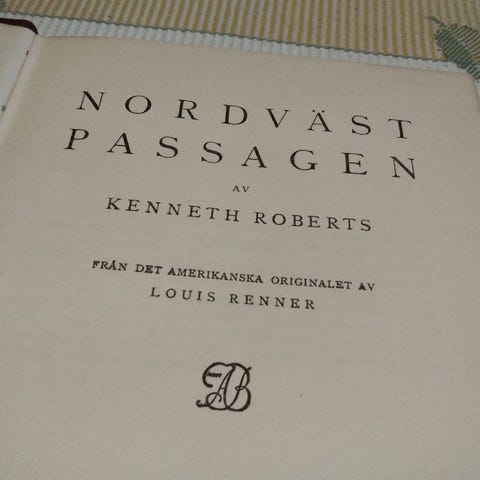 NORDVÄST
PASSAGEN
AV
KENNETH ROBERTS
FRÅN DET AMERIKANSKA ORIGINALET AV
LOUIS RENNER